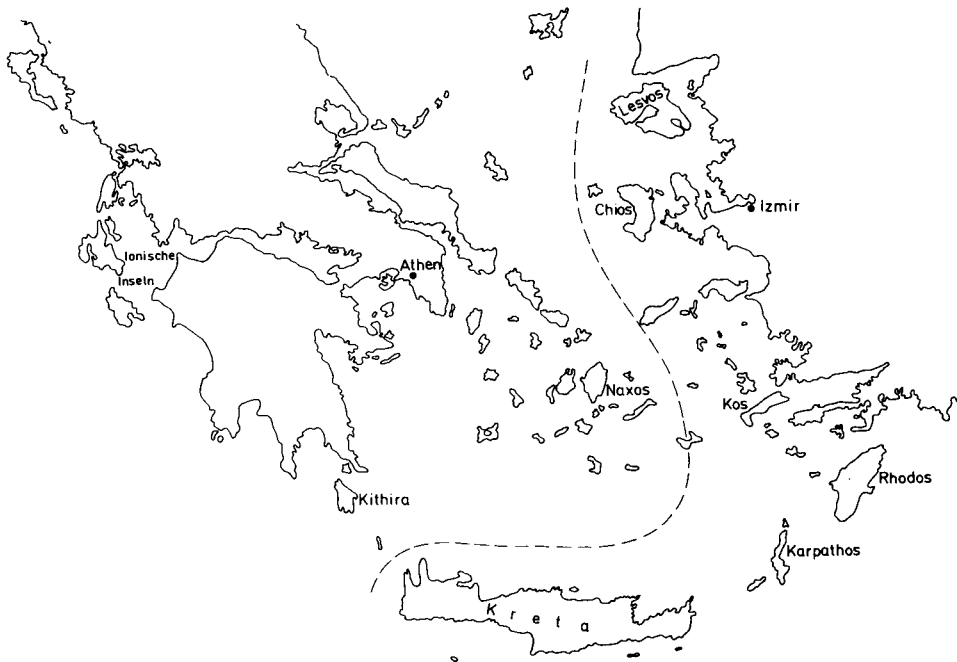 Lesvos
Chios
Izmir
Ionische
Inseln
Athen
Naxos
Kos
Rhodos
Kithira
Karpathos
Kreta